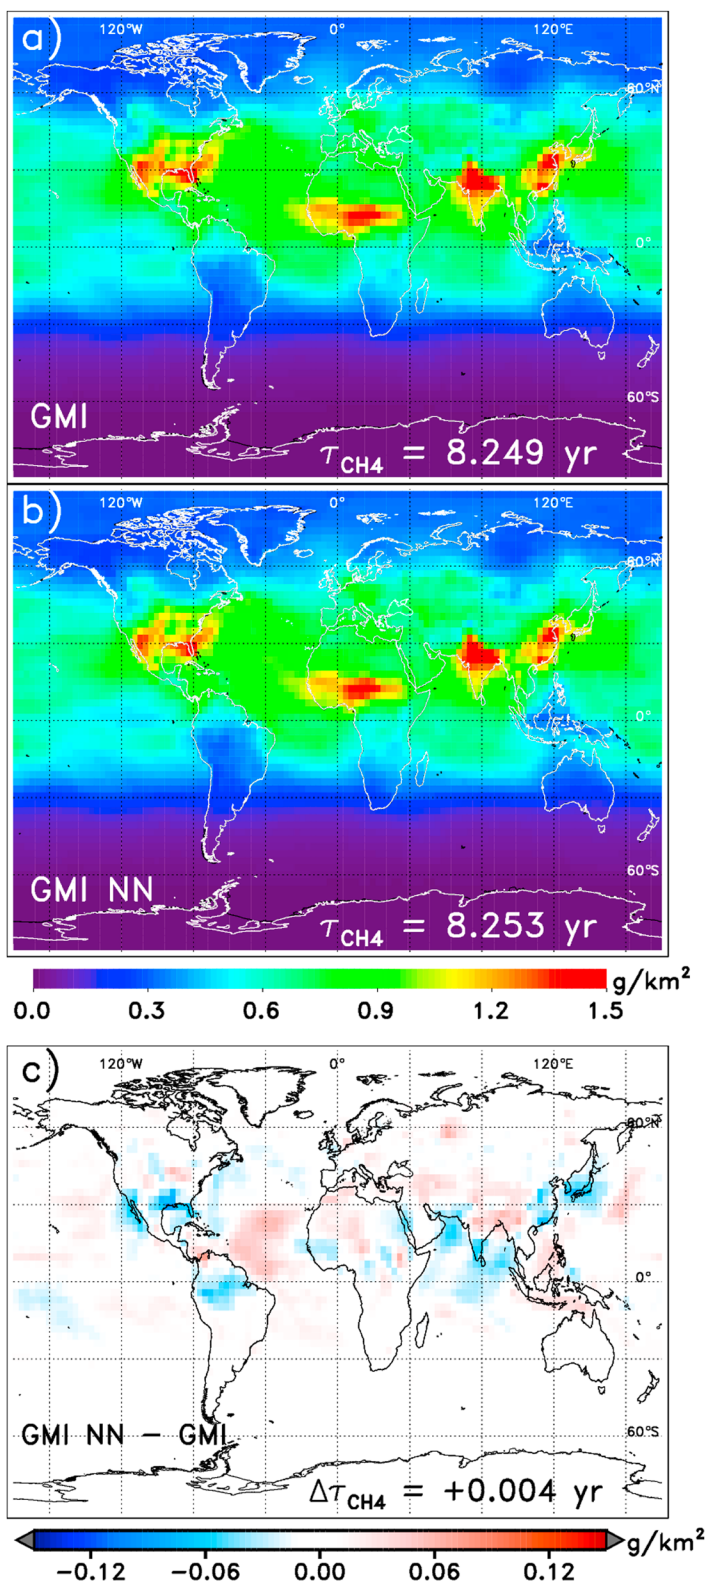 a)
120°W 0° 120°E
60°N
0°
60°S
GMI
τCH4 = 8.249 yr
b)
120°W 0° 120°E
60°N
0°
60°S
GMI NN
τCH4 = 8.253 yr
g/km²
0.0 0.3 0.6 0.9 1.2 1.5
c)
120°W 0° 120°E
60°N
0°
60°S
GMI NN − GMI
ΔτCH4 = +0.004 yr
g/km²
−0.12 −0.06 0.00 0.06 0.12